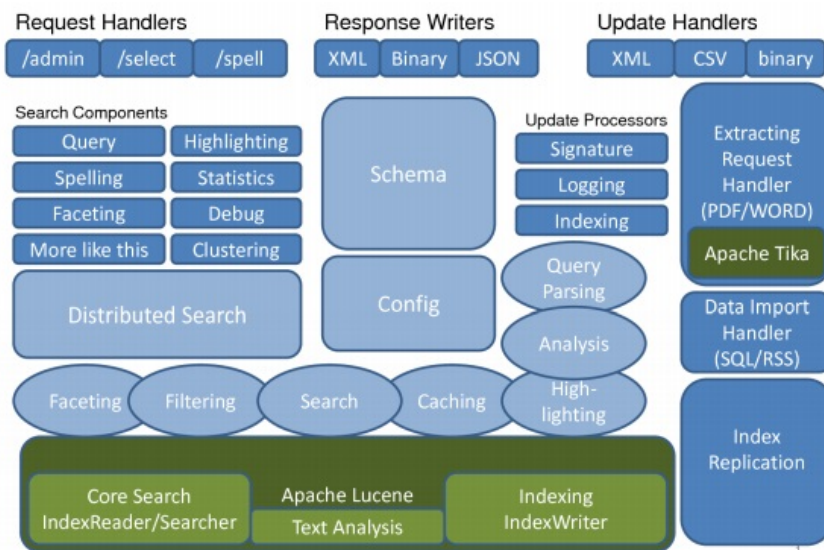 Request Handlers
Response Writers
Update Handlers
/admin
/select
/spell
XML
Binary
JSON
XML
CSV
binary
Search Components
Query
Highlighting
Spelling
Statistics
Faceting
Debug
More like this
Clustering
Distributed Search
Schema
Config
Update Processors
Signature
Logging
Indexing
Query
Parsing
Analysis
High-
lighting
Extracting
Request
Handler
(PDF/WORD)
Apache Tika
Data Import
Handler
(SQL/RSS)
Index
Replication
Faceting
Filtering
Search
Caching
Core Search
IndexReader/Searcher
Apache Lucene
Text Analysis
Indexing
IndexWriter